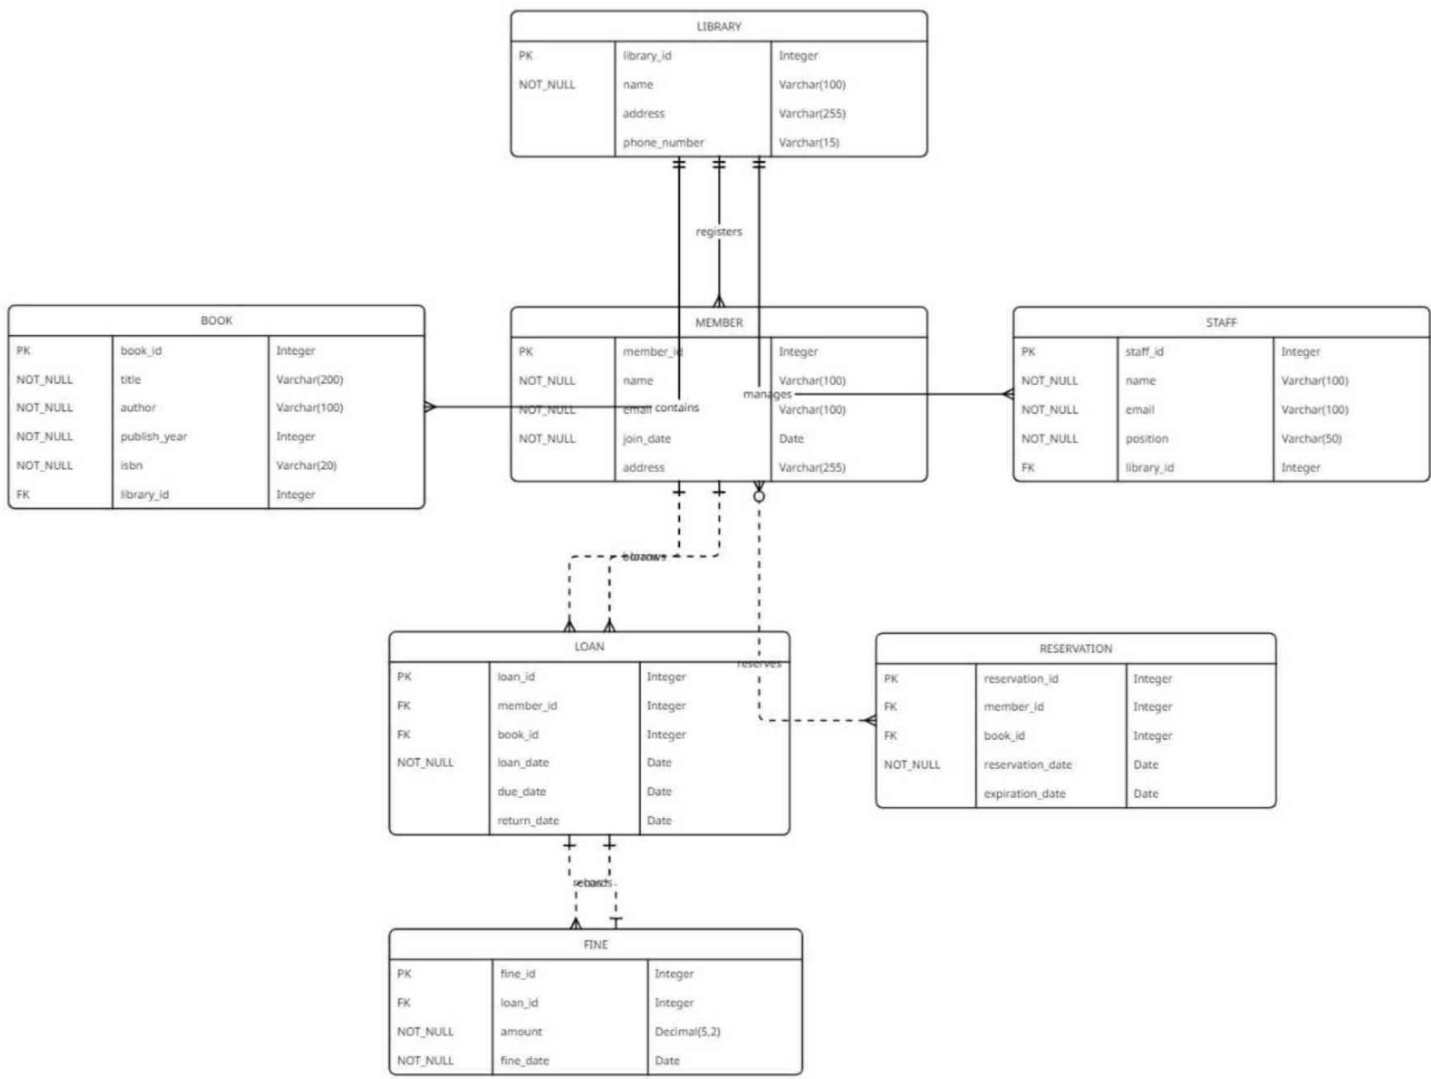 LIBRARY
PK library_id Integer
NOT_NULL name Varchar(100)
address Varchar(255)
phone_number Varchar(15)
registers
BOOK
PK book_id Integer
NOT_NULL title Varchar(200)
NOT_NULL author Varchar(100)
NOT_NULL publish_year Integer
NOT_NULL isbn Varchar(20)
FK library_id Integer
MEMBER
PK member_id Integer
NOT_NULL name Varchar(100)
NOT_NULL email Varchar(100)
NOT_NULL join_date Date
address Varchar(255)
contains
manages
STAFF
PK staff_id Integer
NOT_NULL name Varchar(100)
NOT_NULL email Varchar(100)
NOT_NULL position Varchar(50)
FK library_id Integer
LOAN
PK loan_id Integer
FK member_id Integer
FK book_id Integer
NOT_NULL loan_date Date
due_date Date
return_date Date
reserves
RESERVATION
PK reservation_id Integer
FK member_id Integer
FK book_id Integer
NOT_NULL reservation_date Date
expiration_date Date
FINE
PK fine_id Integer
FK loan_id Integer
NOT_NULL amount Decimal(5,2)
NOT_NULL fine_date Date